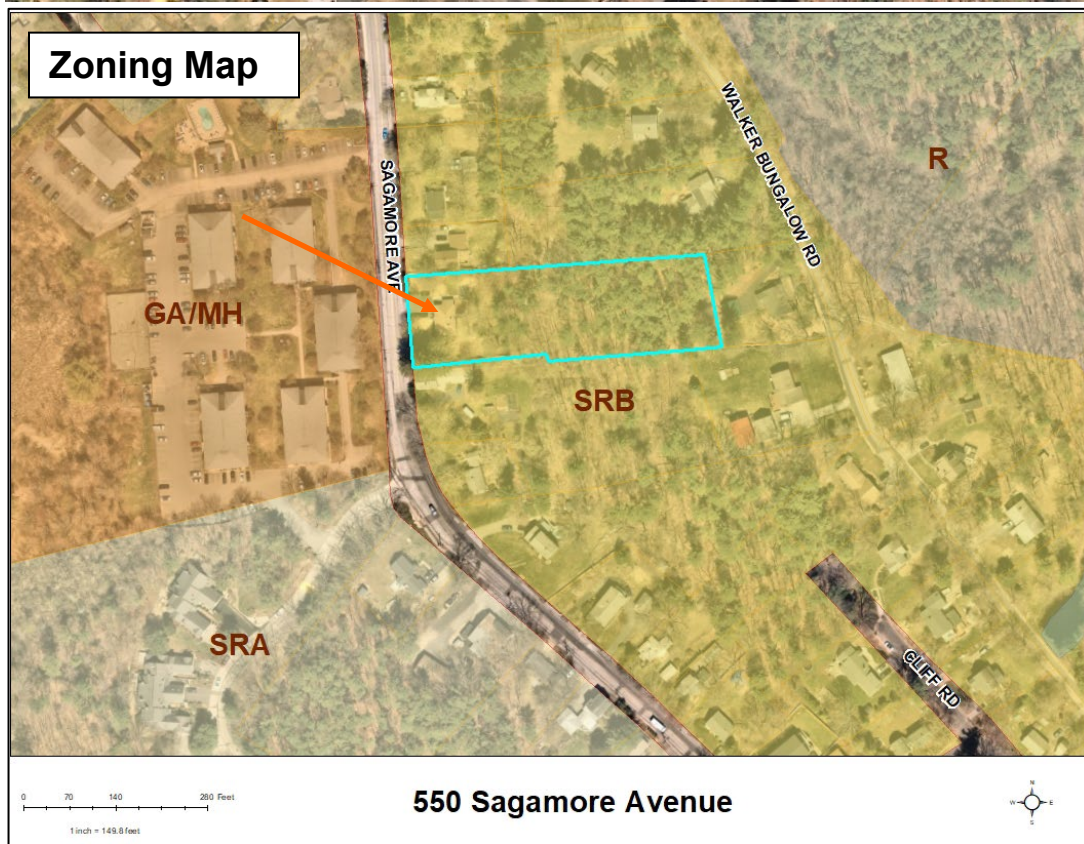 Zoning Map
WALKER BUNGALOW RD
R
SAGAMORE AVE
GA/MH
SRB
SRA
CLIFF RD
0 70 140 280 Feet
1 inch = 149.8 feet
550 Sagamore Avenue
N
W E
S